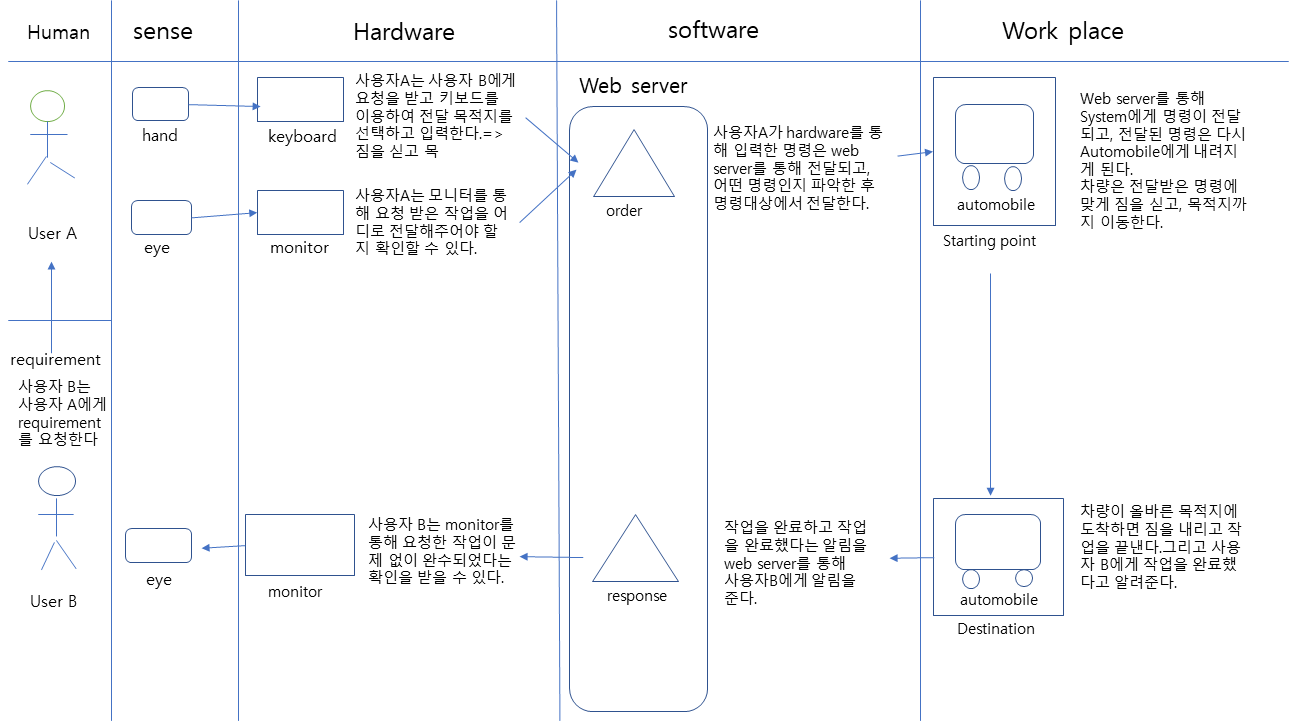 Human
sense
Hardware
software
Work place
hand
eye
User A
keyboard
monitor
사용자A는 사용자 B에게
요청을 받고 키보드를
이용하여 전달 목적지를
선택하고 입력한다.=>
짐을 싣고 목
사용자A는 모니터를 통
해 요청 받은 작업을 어
디로 전달해주어야 할
지 확인할 수 있다.
Web server
order
사용자A가 hardware를 통
해 입력한 명령은 web
server를 통해 전달되고,
어떤 명령인지 파악한 후
명령대상에서 전달한다.
automobile
Starting point
Web server를 통해
System에게 명령이 전달
되고, 전달된 명령은 다시
Automobile에게 내려지
게 된다.
차량은 전달받은 명령에
맞게 짐을 싣고, 목적지까
지 이동한다.
requirement
사용자 B는
사용자 A에게
requirement
를 요청한다
User B
eye
monitor
사용자 B는 monitor를
통해 요청한 작업이 문
제 없이 완수되었다는
확인을 받을 수 있다.
response
작업을 완료하고 작업
을 완료했다는 알림을
web server를 통해
사용자B에게 알림을
준다.
automobile
Destination
차량이 올바른 목적지에
도착하면 짐을 내리고 작
업을 끝낸다.그리고 사용
자 B에게 작업을 완료했
다고 알려준다.